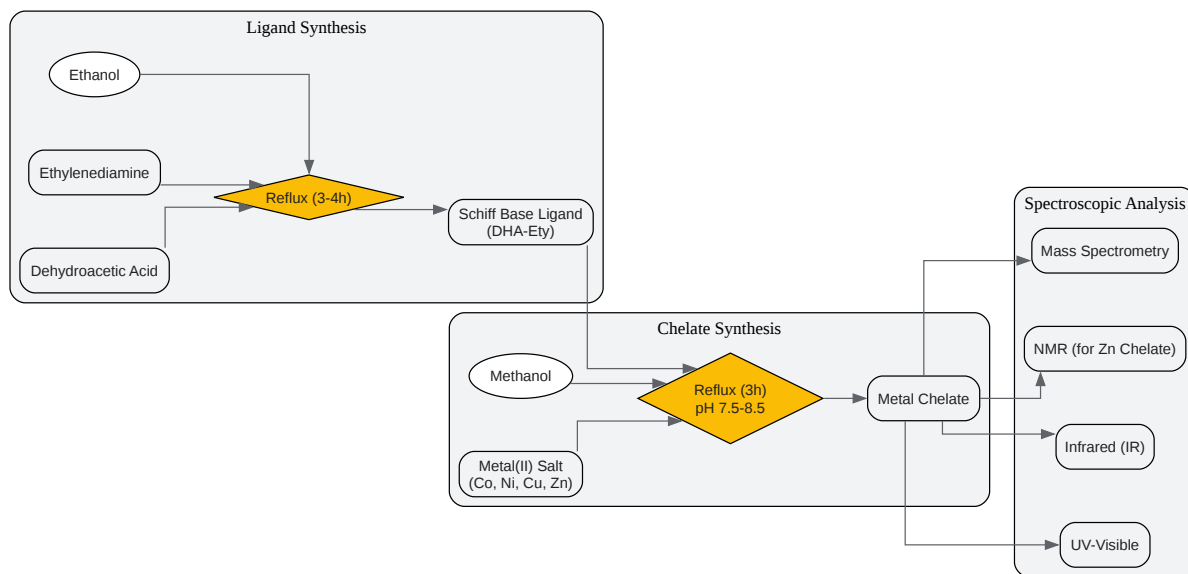 Ligand Synthesis
Ethanol
Ethylenediamine
Reflux (3-4h)
Dehydroacetic Acid
Schiff Base Ligand
(DHA-Ety)
Chelate Synthesis
Methanol
Reflux (3h)
pH 7.5-8.5
Metal(II) Salt
(Co, Ni, Cu, Zn)
Metal Chelate
Spectroscopic Analysis
Mass Spectrometry
NMR (for Zn Chelate)
Infrared (IR)
UV-Visible